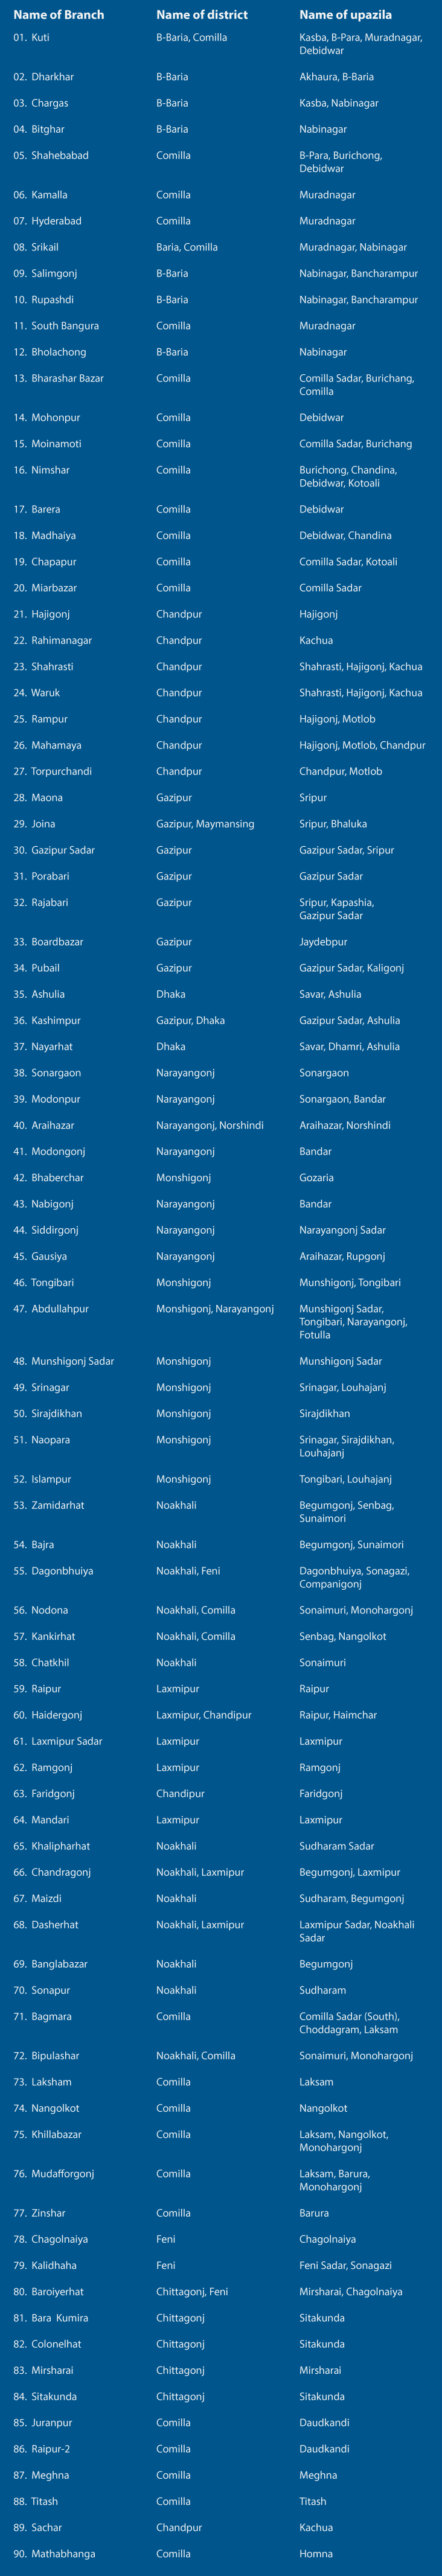 Name of Branch Name of district Name of upazila
01. Kuti B-Baria, Comilla Kasba, B-Para, Muradnagar,
Debidwar
02. Dharkhar B-Baria Akhaura, B-Baria
03. Chargas B-Baria Kasba, Nabinagar
04. Bitghar B-Baria Nabinagar
05. Shahebabad Comilla B-Para, Burichong,
Debidwar
06. Kamalla Comilla Muradnagar
07. Hyderabad Comilla Muradnagar
08. Srikail Baria, Comilla Muradnagar, Nabinagar
09. Salimgonj B-Baria Nabinagar, Bancharampur
10. Rupashdi B-Baria Nabinagar, Bancharampur
11. South Bangura Comilla Muradnagar
12. Bholachong B-Baria Nabinagar
13. Bharashar Bazar Comilla Comilla Sadar, Burichang,
Comilla
14. Mohonpur Comilla Debidwar
15. Moinamoti Comilla Comilla Sadar, Burichang
16. Nimshar Comilla Burichong, Chandina,
Debidwar, Kotoali
17. Barera Comilla Debidwar
18. Madhaiya Comilla Debidwar, Chandina
19. Chapapur Comilla Comilla Sadar, Kotoali
20. Miarbazar Comilla Comilla Sadar
21. Hajigonj Chandpur Hajigonj
22. Rahimanagar Chandpur Kachua
23. Shahrasti Chandpur Shahrasti, Hajigonj, Kachua
24. Waruk Chandpur Shahrasti, Hajigonj, Kachua
25. Rampur Chandpur Hajigonj, Motlob
26. Mahamaya Chandpur Hajigonj, Motlob, Chandpur
27. Torpurchandi Chandpur Chandpur, Motlob
28. Maona Gazipur Sripur
29. Joina Gazipur, Maymansing Sripur, Bhaluka
30. Gazipur Sadar Gazipur Gazipur Sadar, Sripur
31. Porabari Gazipur Gazipur Sadar
32. Rajabari Gazipur Sripur, Kapashia,
Gazipur Sadar
33. Boardbazar Gazipur Jaydebpur
34. Pubail Gazipur Gazipur Sadar, Kaligonj
35. Ashulia Dhaka Savar, Ashulia
36. Kashimpur Gazipur, Dhaka Gazipur Sadar, Ashulia
37. Nayarhat Dhaka Savar, Dhamri, Ashulia
38. Sonargaon Narayangonj Sonargaon
39. Modonpur Narayangonj Sonargaon, Bandar
40. Araihazar Narayangonj, Norshindi Araihazar, Norshindi
41. Modongonj Narayangonj Bandar
42. Bhaberchar Monshigonj Gozaria
43. Nabigonj Narayangonj Bandar
44. Siddirgonj Narayangonj Narayangonj Sadar
45. Gausiya Narayangonj Araihazar, Rupgonj
46. Tongibari Monshigonj Munshigonj, Tongibari
47. Abdullahpur Monshigonj, Narayangonj Munshigonj Sadar,
Tongibari, Narayangonj,
Fotulla
48. Munshigonj Sadar Monshigonj Munshigonj Sadar
49. Srinagar Monshigonj Srinagar, Louhajanj
50. Sirajdikhan Monshigonj Sirajdikhan
51. Naopara Monshigonj Srinagar, Sirajdikhan,
Louhajanj
52. Islampur Monshigonj Tongibari, Louhajanj
53. Zamidarhat Noakhali Begumgonj, Senbag,
Sunaimori
54. Bajra Noakhali Begumgonj, Sunaimori
55. Dagonbhuiya Noakhali, Feni Dagonbhuiya, Sonagazi,
Companigonj
56. Nodona Noakhali, Comilla Sonaimuri, Monohargonj
57. Kankirhat Noakhali, Comilla Senbag, Nangolkot
58. Chatkhil Noakhali Sonaimuri
59. Raipur Laxmipur Raipur
60. Haidergonj Laxmipur, Chandipur Raipur, Haimchar
61. Laxmipur Sadar Laxmipur Laxmipur
62. Ramgonj Laxmipur Ramgonj
63. Faridgonj Chandipur Faridgonj
64. Mandari Laxmipur Laxmipur
65. Khalipharhat Noakhali Sudharam Sadar
66. Chandragonj Noakhali, Laxmipur Begumgonj, Laxmipur
67. Maizdi Noakhali Sudharam, Begumgonj
68. Dasherhat Noakhali, Laxmipur Laxmipur Sadar, Noakhali
Sadar
69. Banglabazar Noakhali Begumgonj
70. Sonapur Noakhali Sudharam
71. Bagmara Comilla Comilla Sadar (South),
Choddagram, Laksam
72. Bipulashar Noakhali, Comilla Sonaimuri, Monohargonj
73. Laksham Comilla Laksam
74. Nangolkot Comilla Nangolkot
75. Khillabazar Comilla Laksam, Nangolkot,
Monohargonj
76. Mudafforgonj Comilla Laksam, Barura,
Monohargonj
77. Zinshar Comilla Barura
78. Chagolnaiya Feni Chagolnaiya
79. Kalidhaha Feni Feni Sadar, Sonagazi
80. Baroiyerhat Chittagonj, Feni Mirsharai, Chagolnaiya
81. Bara Kumira Chittagonj Sitakunda
82. Colonelhat Chittagonj Sitakunda
83. Mirsharai Chittagonj Mirsharai
84. Sitakunda Chittagonj Sitakunda
85. Juranpur Comilla Daudkandi
86. Raipur-2 Comilla Daudkandi
87. Meghna Comilla Meghna
88. Titash Comilla Titash
89. Sachar Chandpur Kachua
90. Mathabhanga Comilla Homna